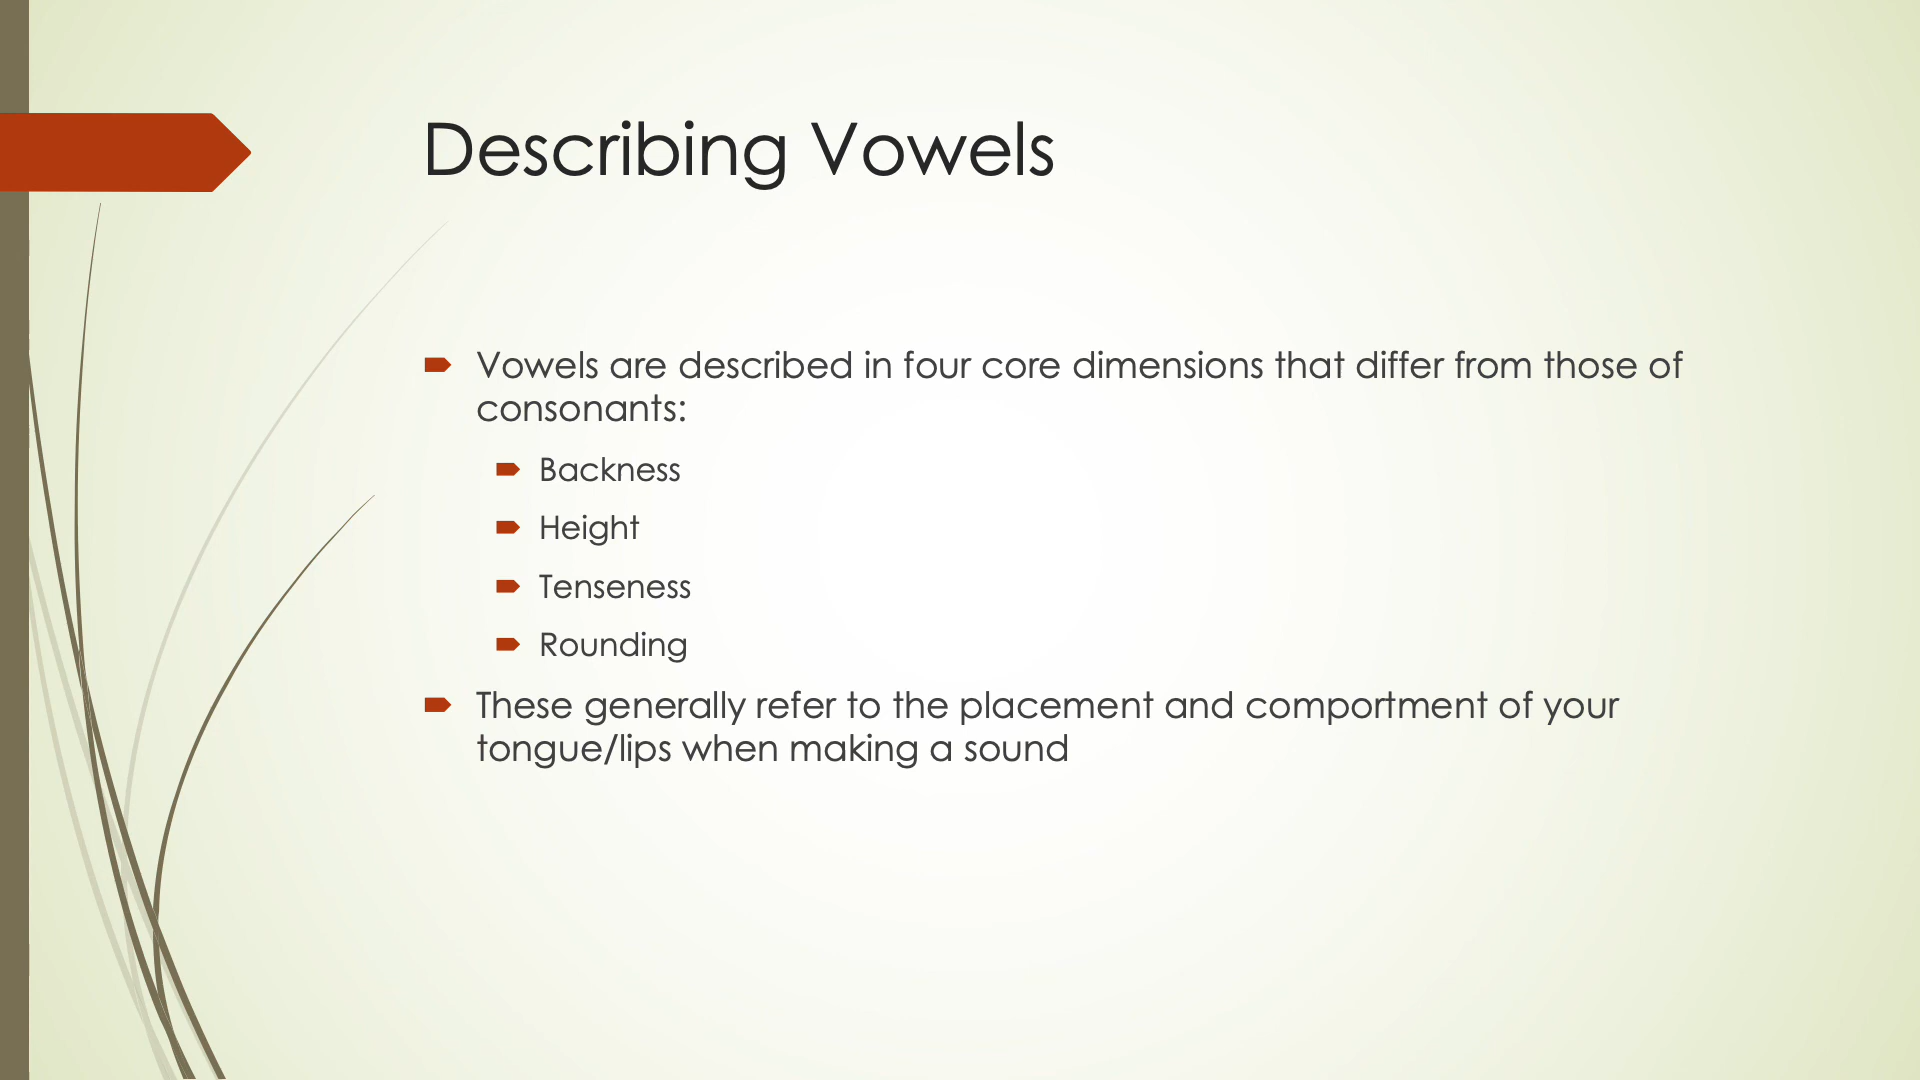 Describing Vowels
Vowels are described in four core dimensions that differ from those of
consonants:
Backness
Height
Tenseness
Rounding
These generally refer to the placement and comportment of your
tongue/lips when making a sound